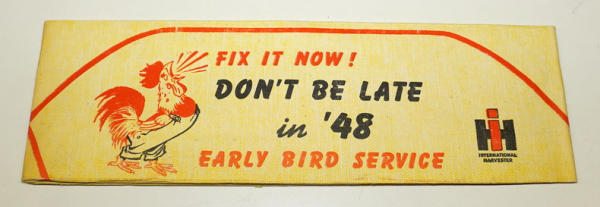 FIX IT NOW!
DON'T BE LATE
in '48
EARLY BIRD SERVICE
IH
INTERNATIONAL
HARVESTER